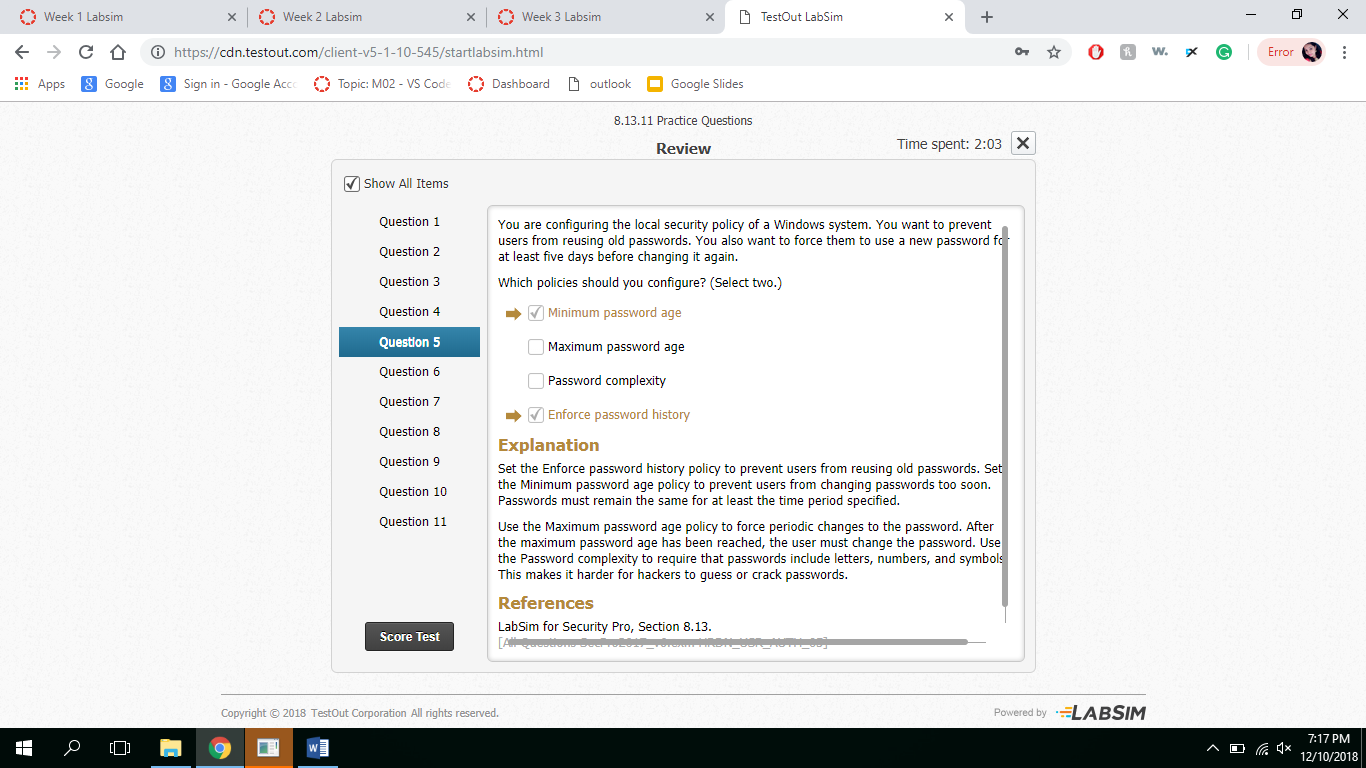 Week 1 Labsim
Week 2 Labsim
Week 3 Labsim
TestOut LabSim
https://cdn.testout.com/client-v5-1-10-545/startlabsim.html
Error
Apps
Google
Sign in - Google Acco
Topic: M02 - VS Code
Dashboard
outlook
Google Slides
8.13.11 Practice Questions
Review
Time spent: 2:03
Show All Items
Question 1
Question 2
Question 3
Question 4
Question 5
Question 6
Question 7
Question 8
Question 9
Question 10
Question 11
Score Test
You are configuring the local security policy of a Windows system. You want to prevent
users from reusing old passwords. You also want to force them to use a new password for
at least five days before changing it again.
Which policies should you configure? (Select two.)
Minimum password age
Maximum password age
Password complexity
Enforce password history
Explanation
Set the Enforce password history policy to prevent users from reusing old passwords. Set
the Minimum password age policy to prevent users from changing passwords too soon.
Passwords must remain the same for at least the time period specified.
Use the Maximum password age policy to force periodic changes to the password. After
the maximum password age has been reached, the user must change the password. Use
the Password complexity to require that passwords include letters, numbers, and symbols
This makes it harder for hackers to guess or crack passwords.
References
LabSim for Security Pro, Section 8.13.
[All Questions
Copyright © 2018 TestOut Corporation All rights reserved.
Powered by LABSIM
7:17 PM
12/10/2018